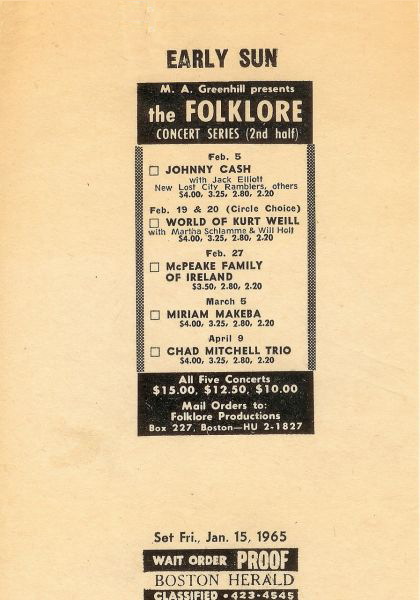 EARLY SUN
M. A. Greenhill presents
the FOLKLORE
CONCERT SERIES (2nd half)
Feb. 5
JOHNNY CASH
with Jack Elliott
New Lost City Ramblers, others
$4.00, 3.25, 2.80, 2.20
Feb. 19 & 20 (Circle Choice)
WORLD OF KURT WEILL
with Martha Schlamme & Will Holt
$4.00, 3.25, 2.80, 2.20
Feb. 27
McPEAKE FAMILY
OF IRELAND
$3.50, 2.80, 2.20
March 5
MIRIAM MAKEBA
$4.00, 3.25, 2.80, 2.20
April 9
CHAD MITCHELL TRIO
$4.00, 3.25, 2.80, 2.20
All Five Concerts
$15.00, $12.50, $10.00
Mail Orders to:
Folklore Productions
Box 227, Boston—HU 2-1827
Set Fri., Jan. 15, 1965
WAIT ORDER PROOF
BOSTON HERALD
CLASSIFIED • 423-4545